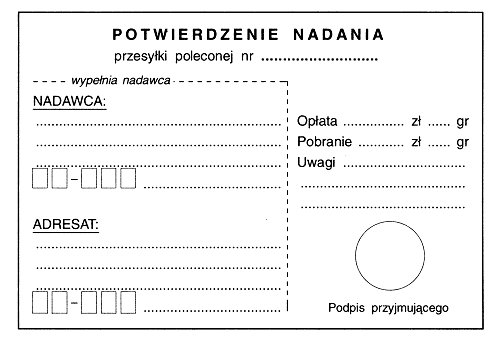 POTWIERDZENIE NADANIA
przesyłki poleconej nr ..............................
wypełnia nadawca
NADAWCA:
Opłata ............... zł ...... gr
Pobranie ............... zł ...... gr
Uwagi ...............................
–
ADRESAT:
–
Podpis przyjmującego